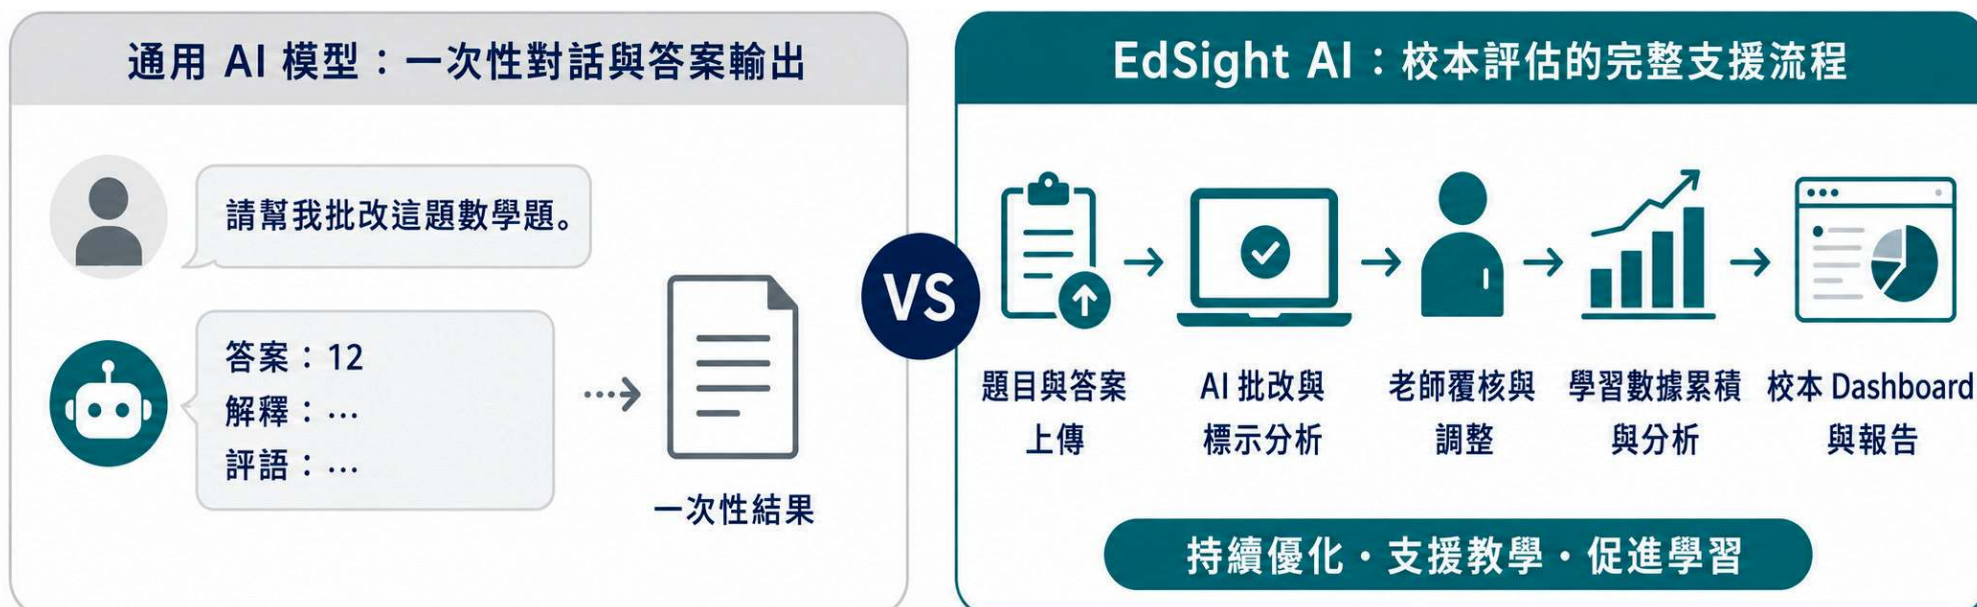 通用 AI 模型：一次性對話與答案輸出
請幫我批改這題數學題。
答案：12
解釋：…
評語：…
一次性結果
VS
EdSight AI：校本評估的完整支援流程
題目與答案
上傳
AI 批改與
標示分析
老師覆核與
調整
學習數據累積
與分析
校本 Dashboard
與報告
持續優化・支援教學・促進學習